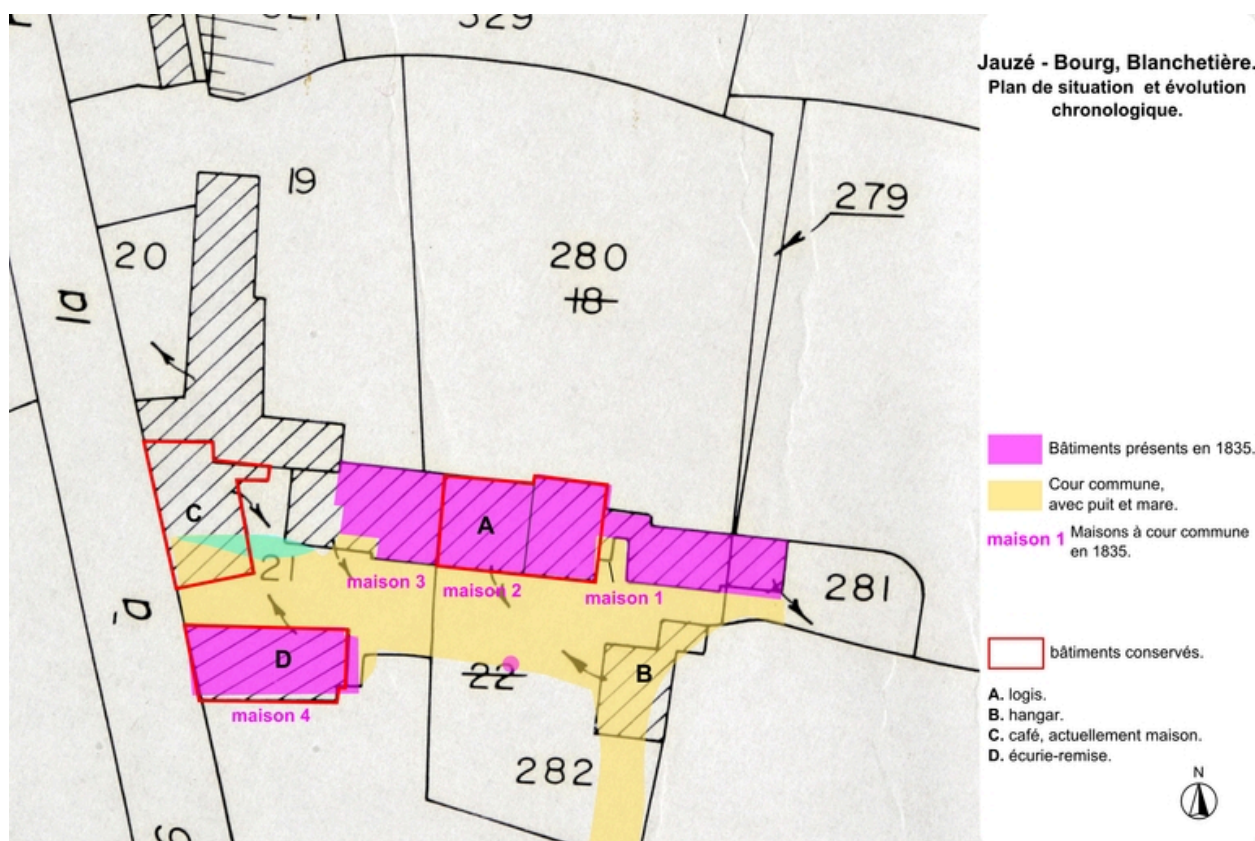 Jauzé - Bourg, Blanchetière.
Plan de situation et évolution
chronologique.
329
19
279
20
280
18
1a
Bâtiments présents en 1835.
Cour commune,
avec puit et mare.
maison 1 Maisons à cour commune
en 1835.
C
A
21
maison 3
maison 2
maison 1
281
D
B
22
maison 4
282
bâtiments conservés.
A. logis.
B. hangar.
C. café, actuellement maison.
D. écurie-remise.
N